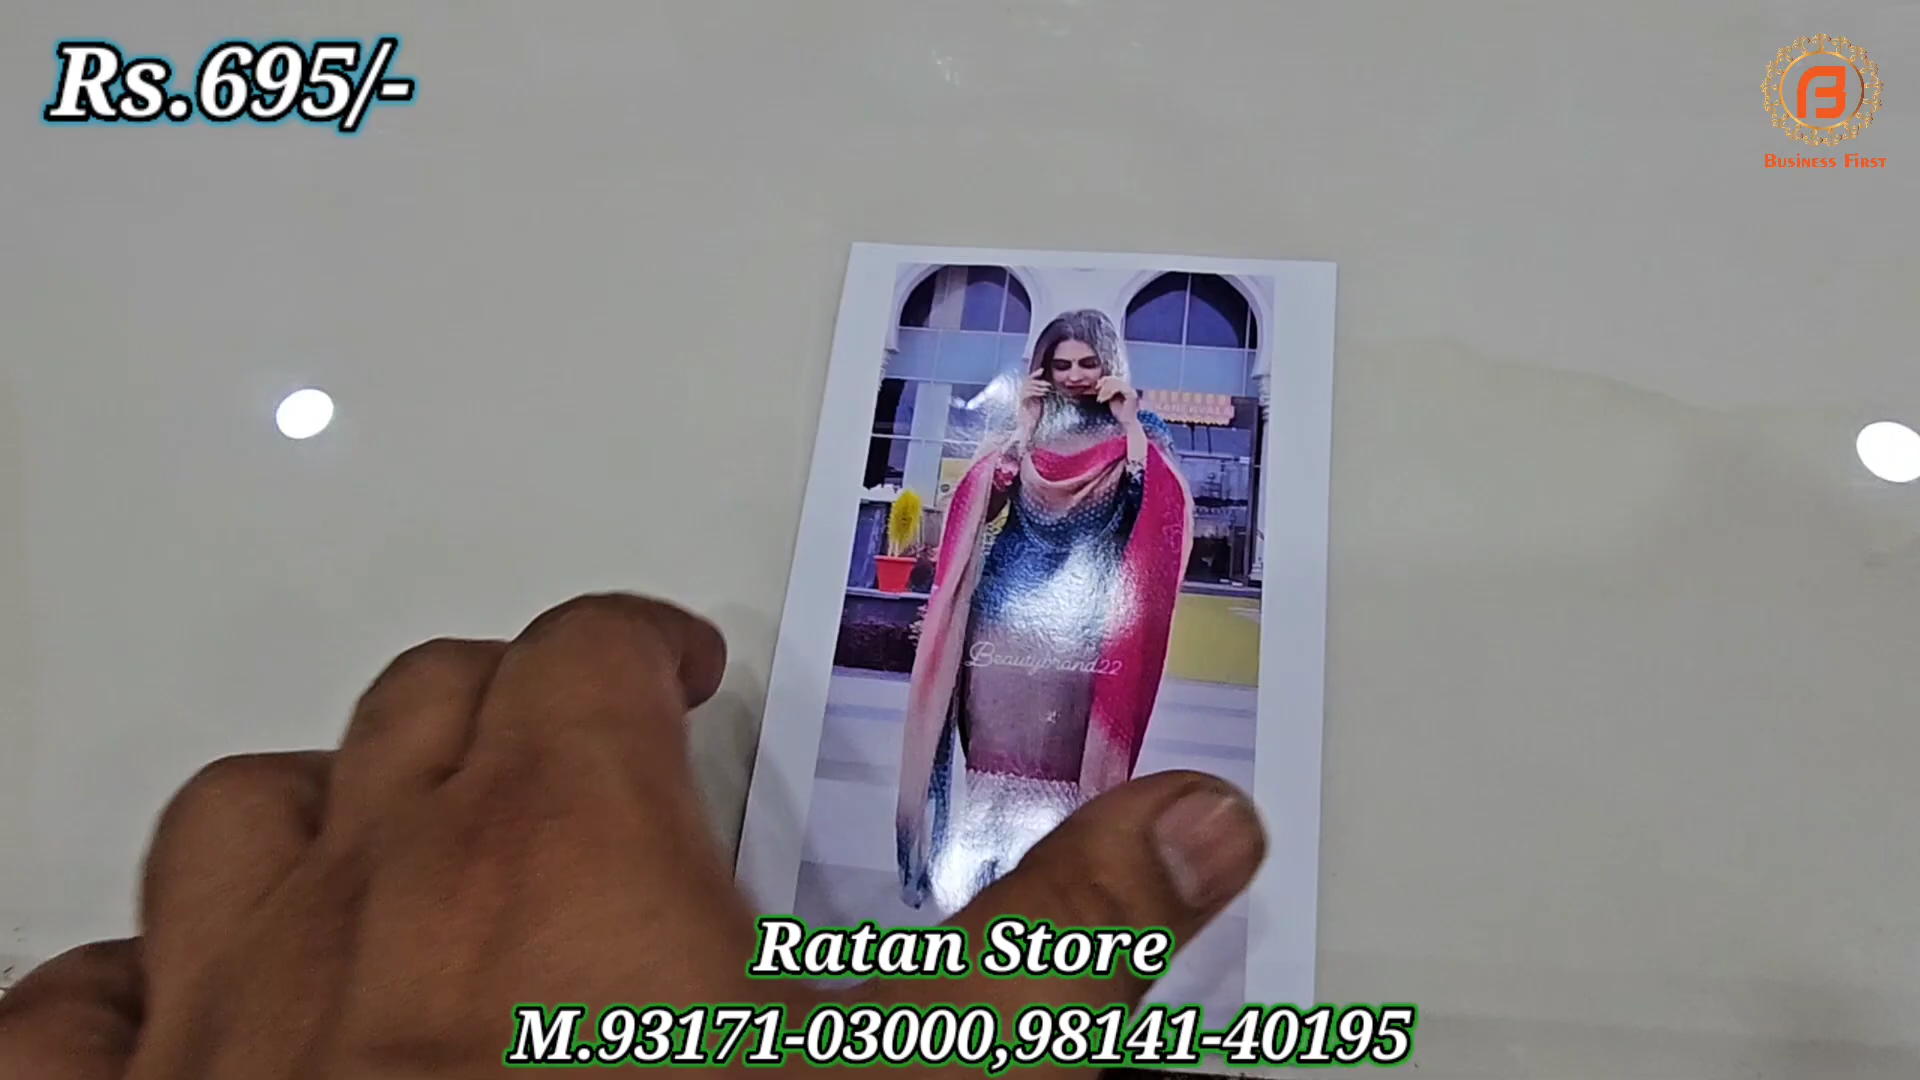 Rs.695/-
Business First
Beautybrand22
Ratan Store
M.93171-03000,98141-40195